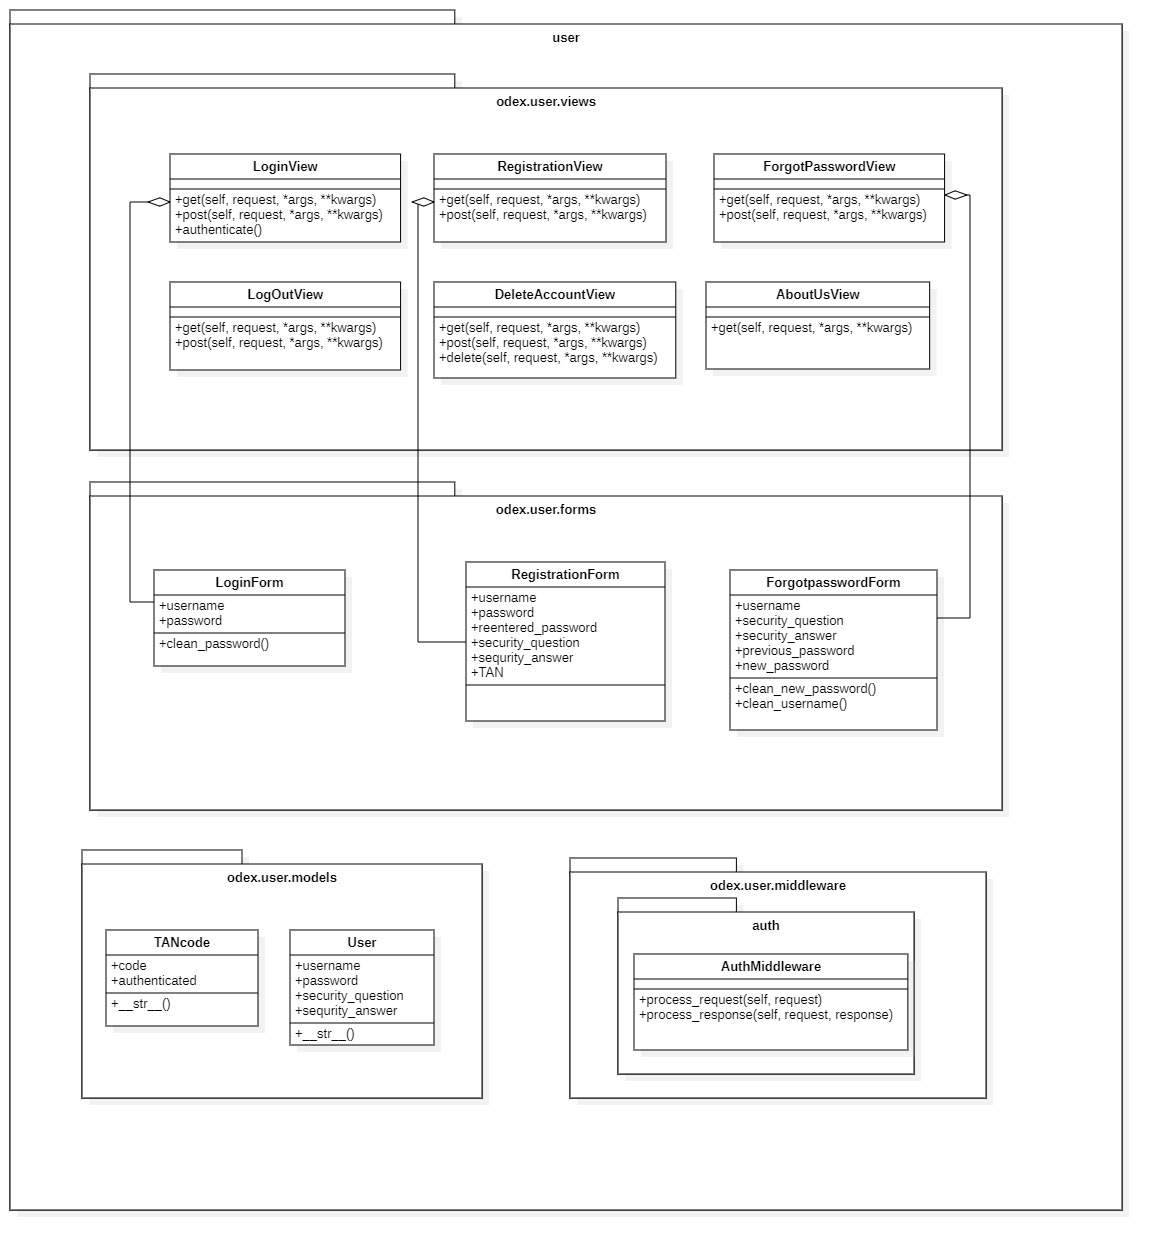 user
odex.user.views
LoginView
+get(self, request, *args, **kwargs)
+post(self, request, *args, **kwargs)
+authenticate()
RegistrationView
+get(self, request, *args, **kwargs)
+post(self, request, *args, **kwargs)
ForgotPasswordView
+get(self, request, *args, **kwargs)
+post(self, request, *args, **kwargs)
LogOutView
+get(self, request, *args, **kwargs)
+post(self, request, *args, **kwargs)
DeleteAccountView
+get(self, request, *args, **kwargs)
+post(self, request, *args, **kwargs)
+delete(self, request, *args, **kwargs)
AboutUsView
+get(self, request, *args, **kwargs)
odex.user.forms
LoginForm
+username
+password
+clean_password()
RegistrationForm
+username
+password
+reentered_password
+security_question
+sequrity_answer
+TAN
ForgotpasswordForm
+username
+security_question
+security_answer
+previous_password
+new_password
+clean_new_password()
+clean_username()
odex.user.models
TANcode
+code
+authenticated
+__str__()
User
+username
+password
+security_question
+sequrity_answer
+__str__()
odex.user.middleware
auth
AuthMiddleware
+process_request(self, request)
+process_response(self, request, response)